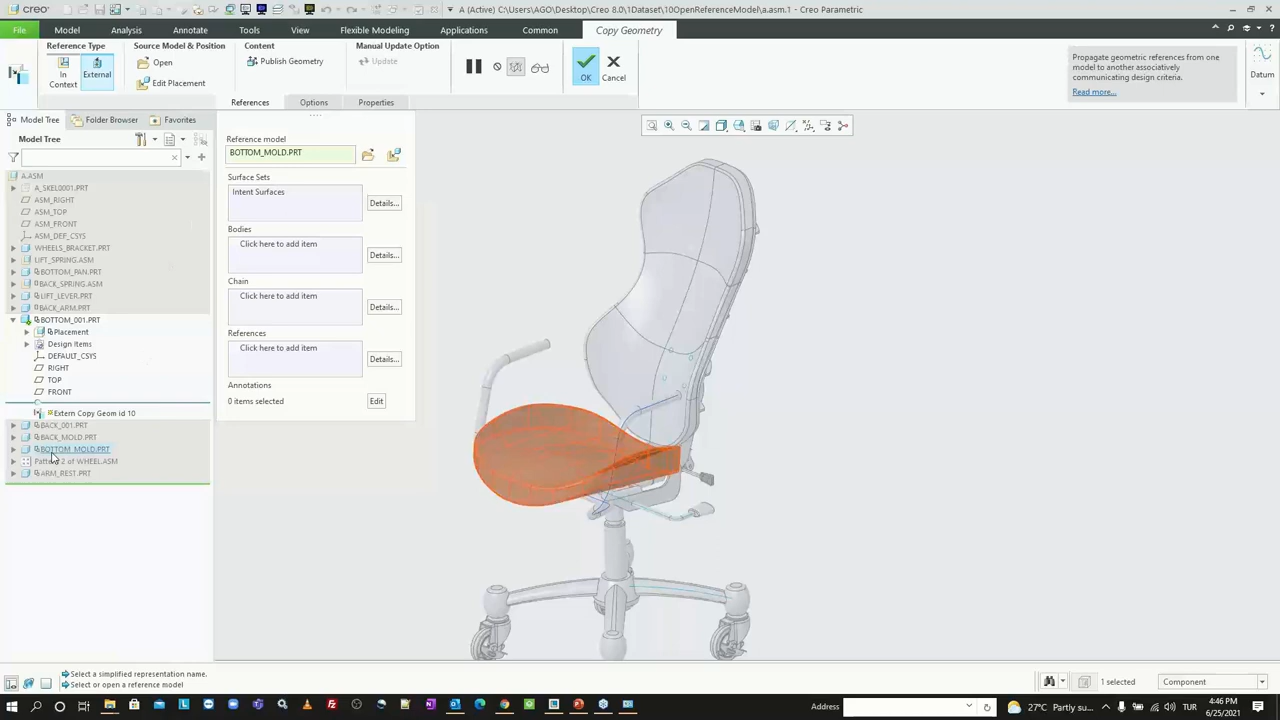 A (Active) C:\Users\AGO\Desktop\Creo 8.0\1Dataset\10OpenReferenceModel\a.asm.1 - Creo Parametric
creo
File Model Analysis Annotate Tools View Flexible Modeling Applications Common Copy Geometry
Reference Type Source Model & Position Content Manual Update Option
In Context
External
Open
Edit Placement
Publish Geometry
Update
OK
Cancel
Propagate geometric references from one
model to another associatively
communicating design criteria.
Read more...
Datum
References Options Properties
Model Tree Folder Browser Favorites
Model Tree
A.ASM
A_SKEL0001.PRT
ASM_RIGHT
ASM_TOP
ASM_FRONT
ASM_DEF_CSYS
WHEELS_BRACKET.PRT
LIFT_SPRING.ASM
BOTTOM_PAN.PRT
BACK_SPRING.ASM
LIFT_LEVER.PRT
BACK_ARM.PRT
BOTTOM_001.PRT
Placement
Design Items
DEFAULT_CSYS
RIGHT
TOP
FRONT
Extern Copy Geom id 10
BACK_001.PRT
BACK_MOLD.PRT
BOTTOM_MOLD.PRT
2 of WHEEL.ASM
ARM_REST.PRT
Reference model
BOTTOM_MOLD.PRT
Surface Sets
Intent Surfaces
Details...
Bodies
Click here to add item
Details...
Chain
Click here to add item
Details...
References
Click here to add item
Details...
Annotations
0 items selected
Edit
Select a simplified representation name.
Select or open a reference model
1 selected
Component
Address
27°C Partly su...
TUR
4:46 PM
6/25/2021